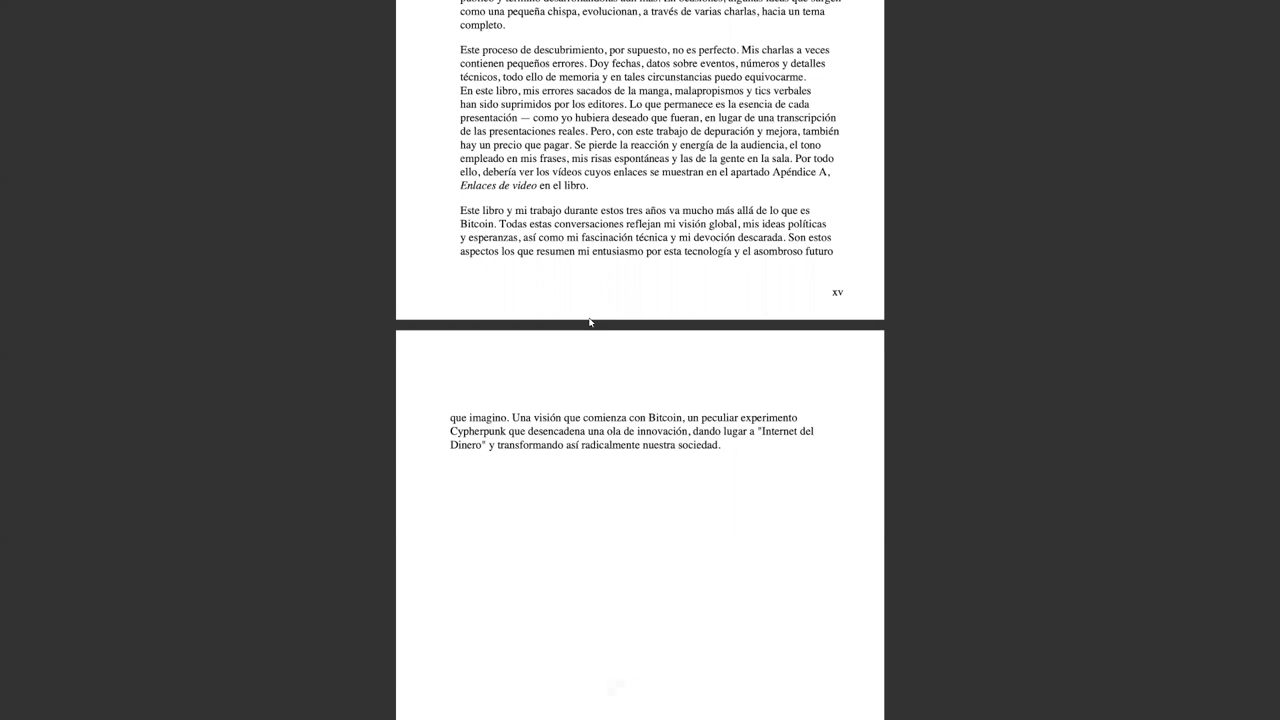 público y termino desarrollándolas aún más. En ocasiones, algunas ideas que surgen
como una pequeña chispa, evolucionan, a través de varias charlas, hacia un tema
completo.
Este proceso de descubrimiento, por supuesto, no es perfecto. Mis charlas a veces
contienen pequeños errores. Doy fechas, datos sobre eventos, números y detalles
técnicos, todo ello de memoria y en tales circunstancias puedo equivocarme.
En este libro, mis errores sacados de la manga, malapropismos y tics verbales
han sido suprimidos por los editores. Lo que permanece es la esencia de cada
presentación — como yo hubiera deseado que fueran, en lugar de una transcripción
de las presentaciones reales. Pero, con este trabajo de depuración y mejora, también
hay un precio que pagar. Se pierde la reacción y energía de la audiencia, el tono
empleado en mis frases, mis risas espontáneas y las de la gente en la sala. Por todo
ello, debería ver los vídeos cuyos enlaces se muestran en el apartado Apéndice A,
Enlaces de video en el libro.
Este libro y mi trabajo durante estos tres años va mucho más allá de lo que es
Bitcoin. Todas estas conversaciones reflejan mi visión global, mis ideas políticas
y esperanzas, así como mi fascinación técnica y mi devoción descarada. Son estos
aspectos los que resumen mi entusiasmo por esta tecnología y el asombroso futuro
xv
que imagino. Una visión que comienza con Bitcoin, un peculiar experimento
Cypherpunk que desencadena una ola de innovación, dando lugar a "Internet del
Dinero" y transformando así radicalmente nuestra sociedad.